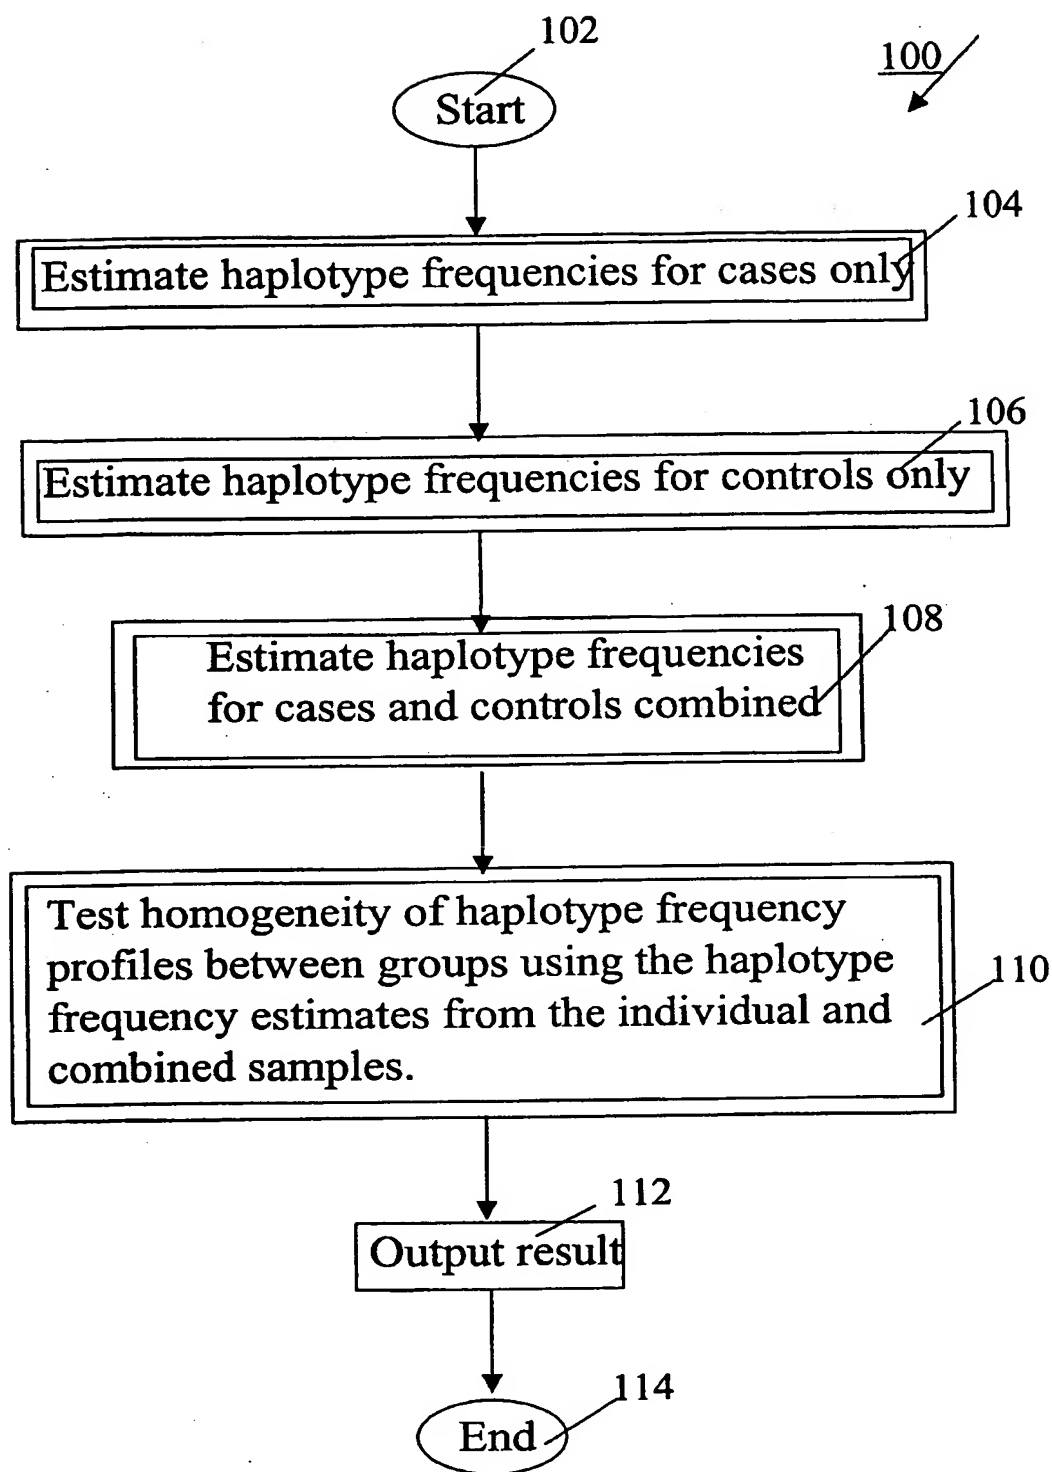 102
100
Start
104
Estimate haplotype frequencies for cases only
106
Estimate haplotype frequencies for controls only
108
Estimate haplotype frequencies
for cases and controls combined
Test homogeneity of haplotype frequency
profiles between groups using the haplotype
110
frequency estimates from the individual and
combined samples.
112
Output result
114
End